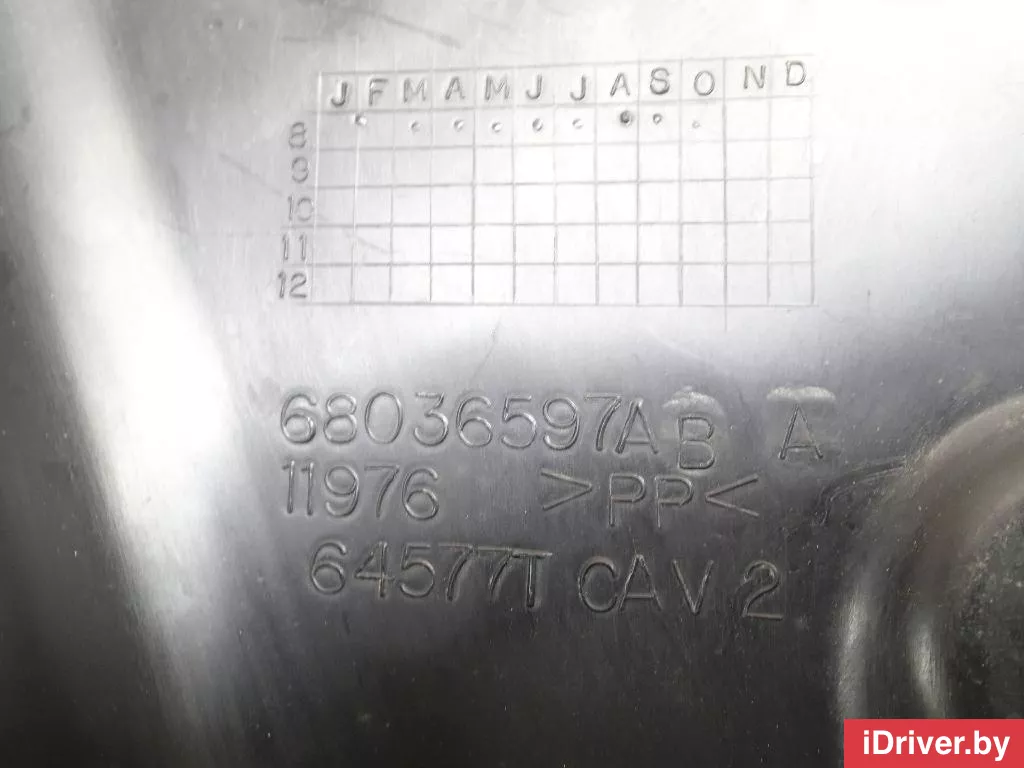 J F M A M J J A S O N D
8
9
10
11
12
68036597AB A
11976 >PP<
64577T CAV 2
iDriver.by